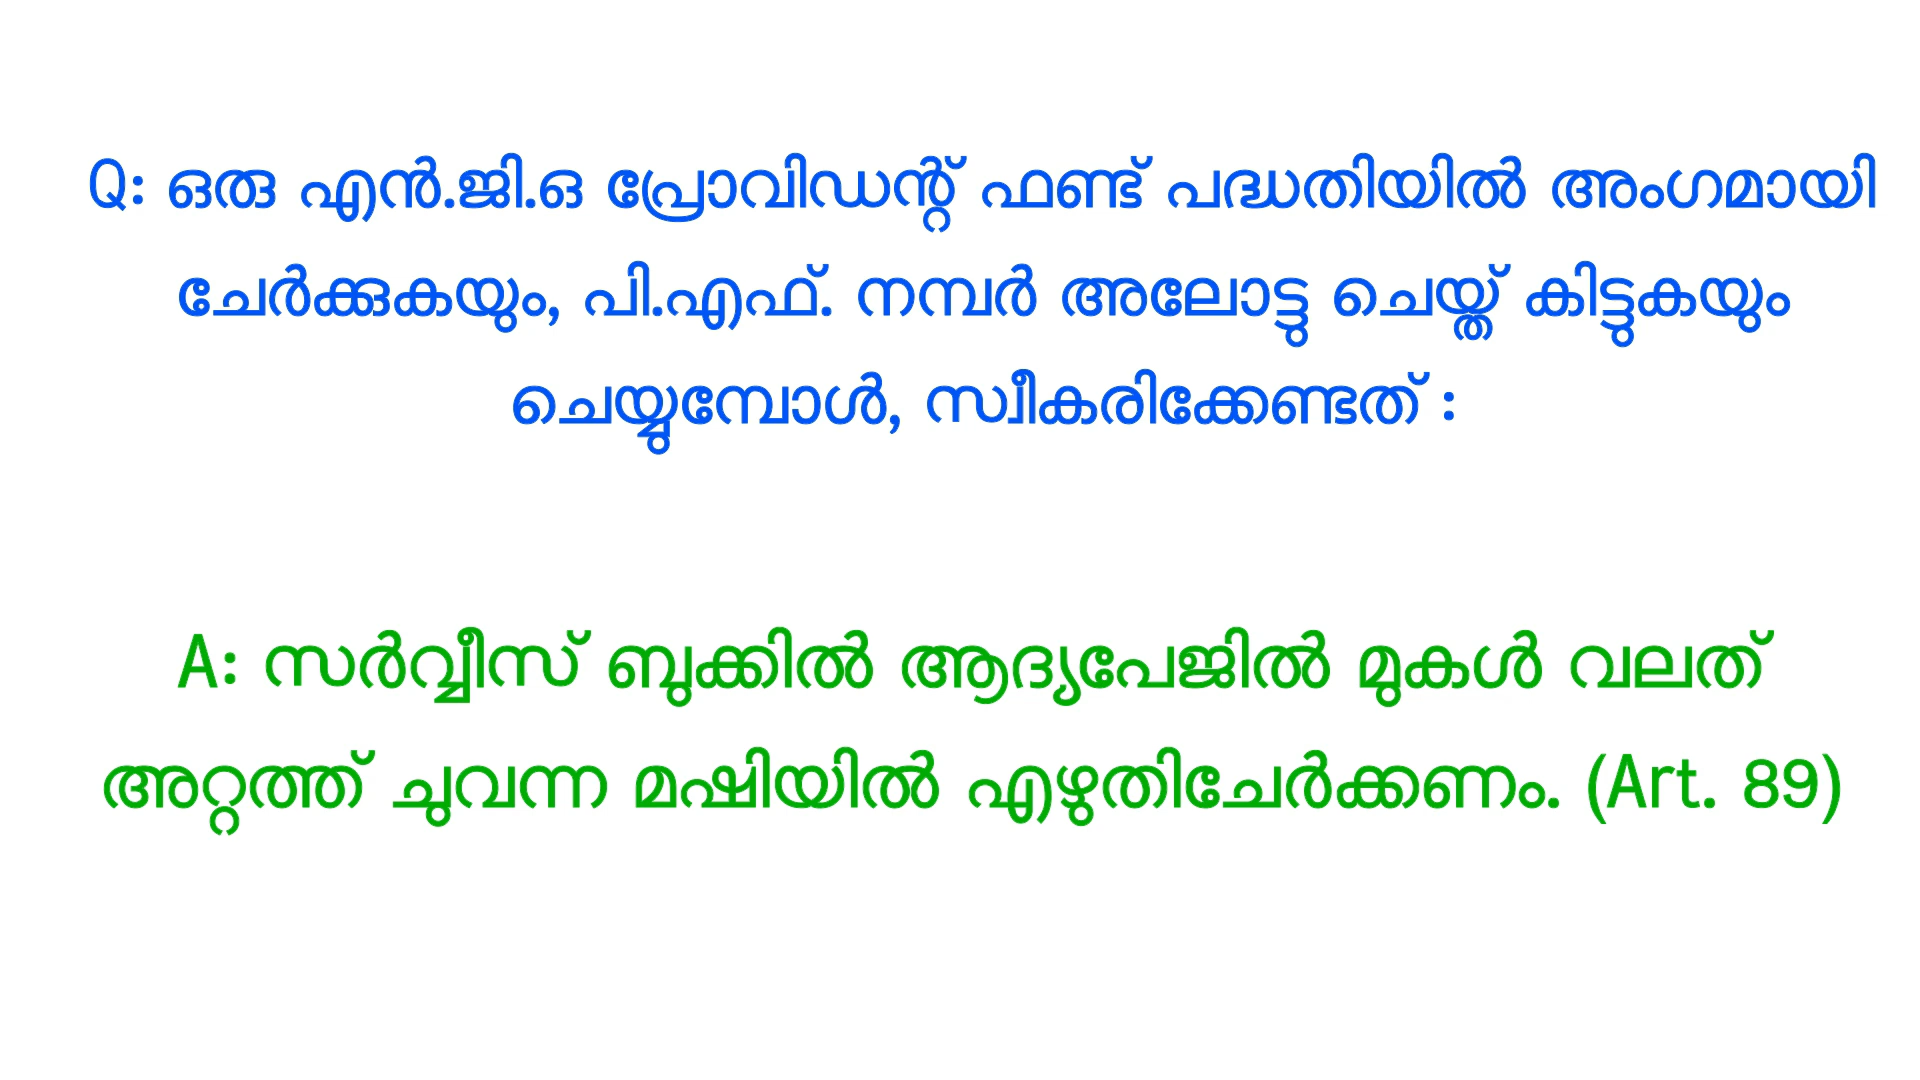 Q: ഒരു എൻ.ജി.ഒ പ്രോവിഡന്റ് ഫണ്ട് പദ്ധതിയിൽ അംഗമായി
ചേർക്കുകയും, പി.എഫ്. നമ്പർ അലോട്ടു ചെയ്ത് കിട്ടുകയും
ചെയ്യുമ്പോൾ, സ്വീകരിക്കേണ്ടത് :
A: സർവ്വീസ് ബുക്കിൽ ആദ്യപേജിൽ മുകൾ വലത്
അറ്റത്ത് ചുവന്ന മഷിയിൽ എഴുതിചേർക്കണം. (Art. 89)